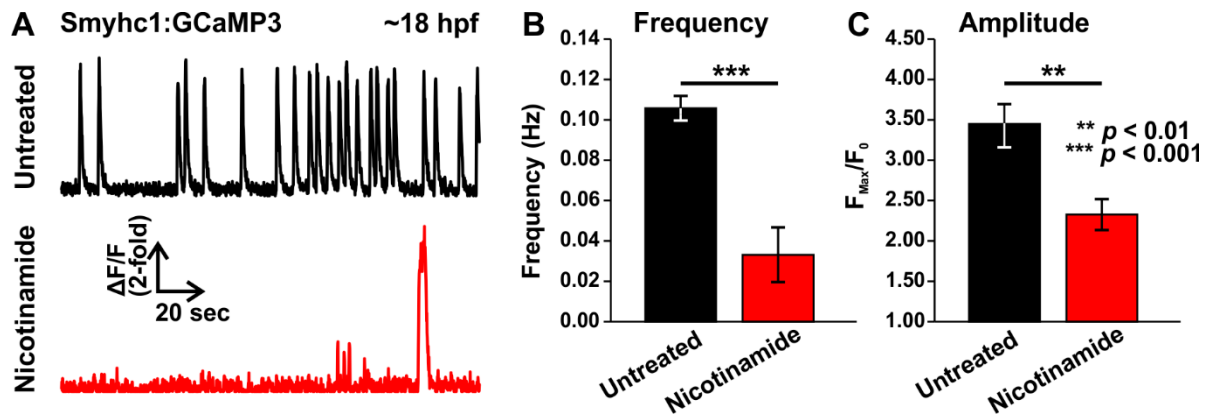 A Smyhc1:GCaMP3 ~18 hpf
Untreated
Nicotinamide
ΔF/F
(2-fold)
20 sec
B Frequency
Frequency (Hz)
0.14
0.12
0.10
0.08
0.06
0.04
0.02
0.00
***
Untreated
Nicotinamide
C Amplitude
F_Max/F_0
4.50
4.00
3.50
3.00
2.50
2.00
1.50
1.00
**
** p < 0.01
*** p < 0.001
Untreated
Nicotinamide